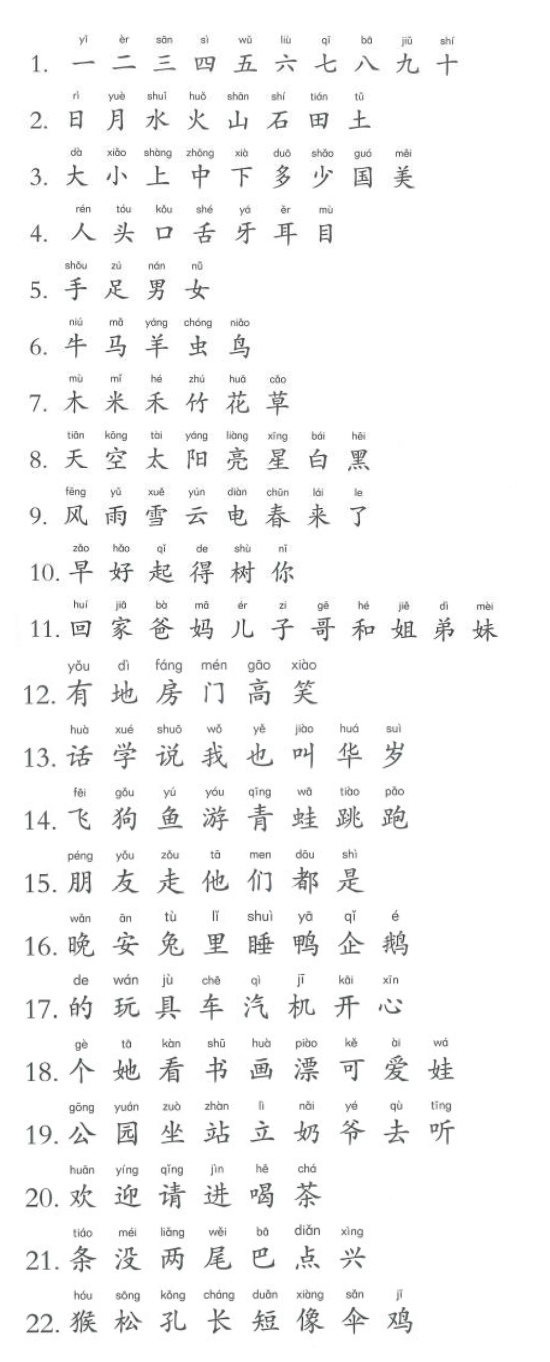 yī èr sān sì wǔ liù qī bā jiǔ shí
1. 一 二 三 四 五 六 七 八 九 十
rì yuè shuǐ huǒ shān shí tián tǔ
2. 日 月 水 火 山 石 田 土
dà xiǎo shàng zhōng xià duō shǎo guó měi
3. 大 小 上 中 下 多 少 国 美
rén tóu kǒu shé yá ěr mù
4. 人 头 口 舌 牙 耳 目
shǒu zú nán nǚ
5. 手 足 男 女
niú mǎ yáng chóng niǎo
6. 牛 马 羊 虫 鸟
mù mǐ hé zhú huā cǎo
7. 木 米 禾 竹 花 草
tiān kōng tài yáng liàng xīng bái hēi
8. 天 空 太 阳 亮 星 白 黑
fēng yǔ xuě yún diàn chūn lái le
9. 风 雨 雪 云 电 春 来 了
zǎo hǎo qǐ de shù nǐ
10. 早 好 起 得 树 你
huí jiā bà mā ér zi gē hé jiě dì mèi
11. 回 家 爸 妈 儿 子 哥 和 姐 弟 妹
yǒu dì fáng mén gāo xiào
12. 有 地 房 门 高 笑
huà xué shuō wǒ yě jiào huá suì
13. 话 学 说 我 也 叫 华 岁
fēi gǒu yú yóu qīng wā tiào pǎo
14. 飞 狗 鱼 游 青 蛙 跳 跑
péng yǒu zǒu tā men dōu shì
15. 朋 友 走 他 们 都 是
wǎn ān tù lǐ shuì yā qǐ é
16. 晚 安 兔 里 睡 鸭 企 鹅
de wán jù chē qì jī kāi xīn
17. 的 玩 具 车 汽 机 开 心
gè tā kàn shū huà piào kě ài wá
18. 个 她 看 书 画 漂 可 爱 娃
gōng yuán zuò zhàn lì nǎi yé qù tīng
19. 公 园 坐 站 立 奶 爷 去 听
huān yíng qǐng jìn hē chá
20. 欢 迎 请 进 喝 茶
tiáo méi liǎng wěi bā diǎn xìng
21. 条 没 两 尾 巴 点 兴
hóu sōng kǒng cháng duǎn xiàng sǎn jī
22. 猴 松 孔 长 短 像 伞 鸡